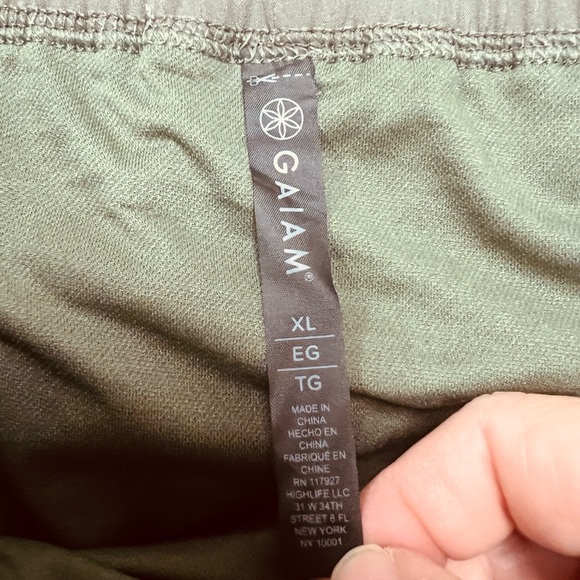 GAIAM®
XL
EG
TG
MADE IN
CHINA
HECHO EN
CHINA
FABRIQUÉ EN
CHINE
RN 117927
HIGHLIFE LLC
31 W 34TH
STREET 6 FL
NEW YORK
NY 10001